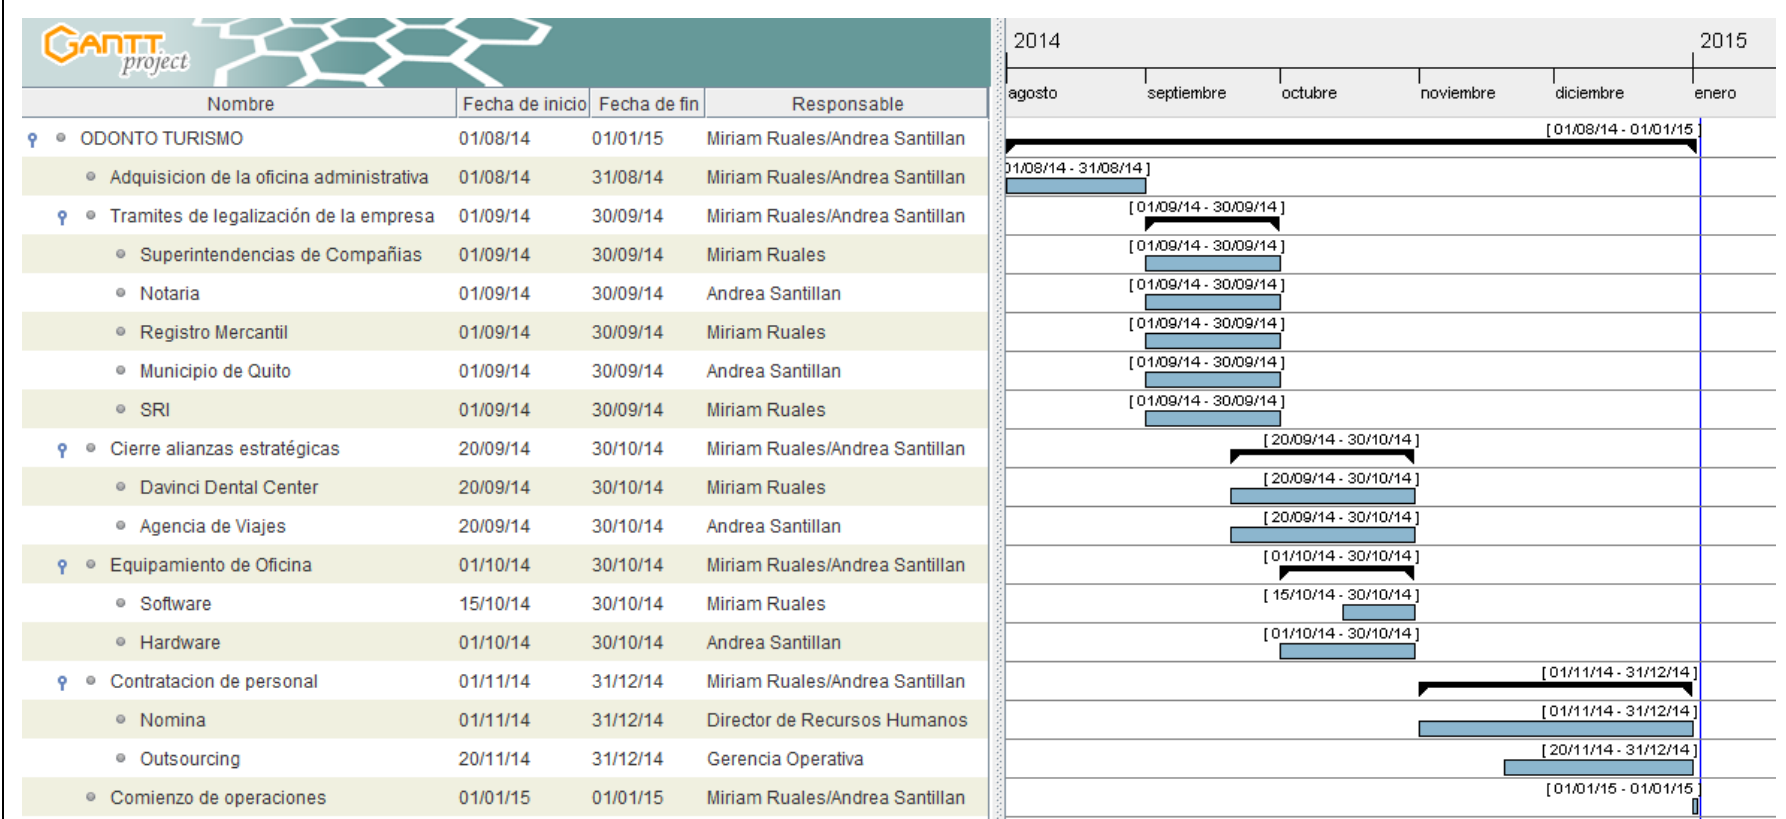 GANTT project
2014 2015
agosto septiembre octubre noviembre diciembre enero
Nombre Fecha de inicio Fecha de fin Responsable
ODONTO TURISMO 01/08/14 01/01/15 Miriam Ruales/Andrea Santillan [01/08/14 - 01/01/15]
Adquisicion de la oficina administrativa 01/08/14 31/08/14 Miriam Ruales/Andrea Santillan 01/08/14 - 31/08/14]
Tramites de legalización de la empresa 01/09/14 30/09/14 Miriam Ruales/Andrea Santillan [01/09/14 - 30/09/14]
Superintendencias de Compañias 01/09/14 30/09/14 Miriam Ruales [01/09/14 - 30/09/14]
Notaria 01/09/14 30/09/14 Andrea Santillan [01/09/14 - 30/09/14]
Registro Mercantil 01/09/14 30/09/14 Miriam Ruales [01/09/14 - 30/09/14]
Municipio de Quito 01/09/14 30/09/14 Andrea Santillan [01/09/14 - 30/09/14]
SRI 01/09/14 30/09/14 Miriam Ruales [01/09/14 - 30/09/14]
Cierre alianzas estratégicas 20/09/14 30/10/14 Miriam Ruales/Andrea Santillan [20/09/14 - 30/10/14]
Davinci Dental Center 20/09/14 30/10/14 Miriam Ruales [20/09/14 - 30/10/14]
Agencia de Viajes 20/09/14 30/10/14 Andrea Santillan [20/09/14 - 30/10/14]
Equipamiento de Oficina 01/10/14 30/10/14 Miriam Ruales/Andrea Santillan [01/10/14 - 30/10/14]
Software 15/10/14 30/10/14 Miriam Ruales [15/10/14 - 30/10/14]
Hardware 01/10/14 30/10/14 Andrea Santillan [01/10/14 - 30/10/14]
Contratacion de personal 01/11/14 31/12/14 Miriam Ruales/Andrea Santillan [01/11/14 - 31/12/14]
Nomina 01/11/14 31/12/14 Director de Recursos Humanos [01/11/14 - 31/12/14]
Outsourcing 20/11/14 31/12/14 Gerencia Operativa [20/11/14 - 31/12/14]
Comienzo de operaciones 01/01/15 01/01/15 Miriam Ruales/Andrea Santillan [01/01/15 - 01/01/15]